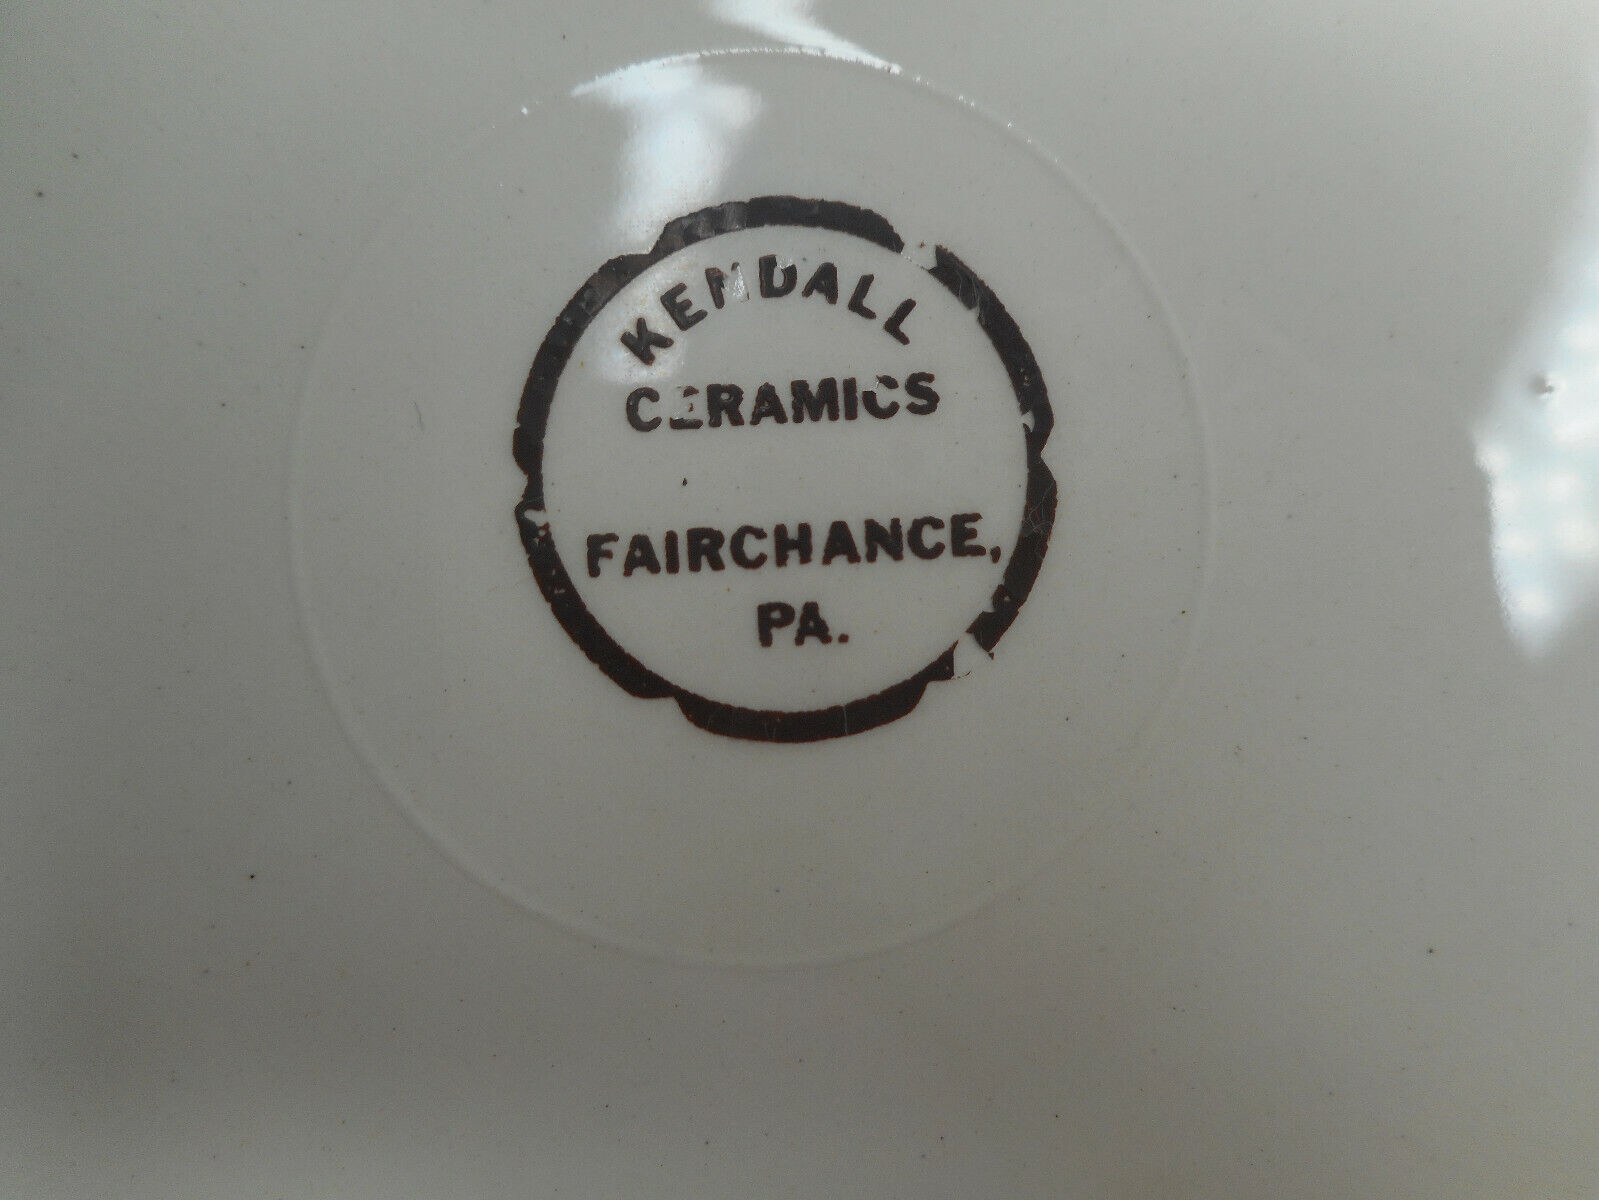 KENDALL
CERAMICS
FAIRCHANCE,
PA.